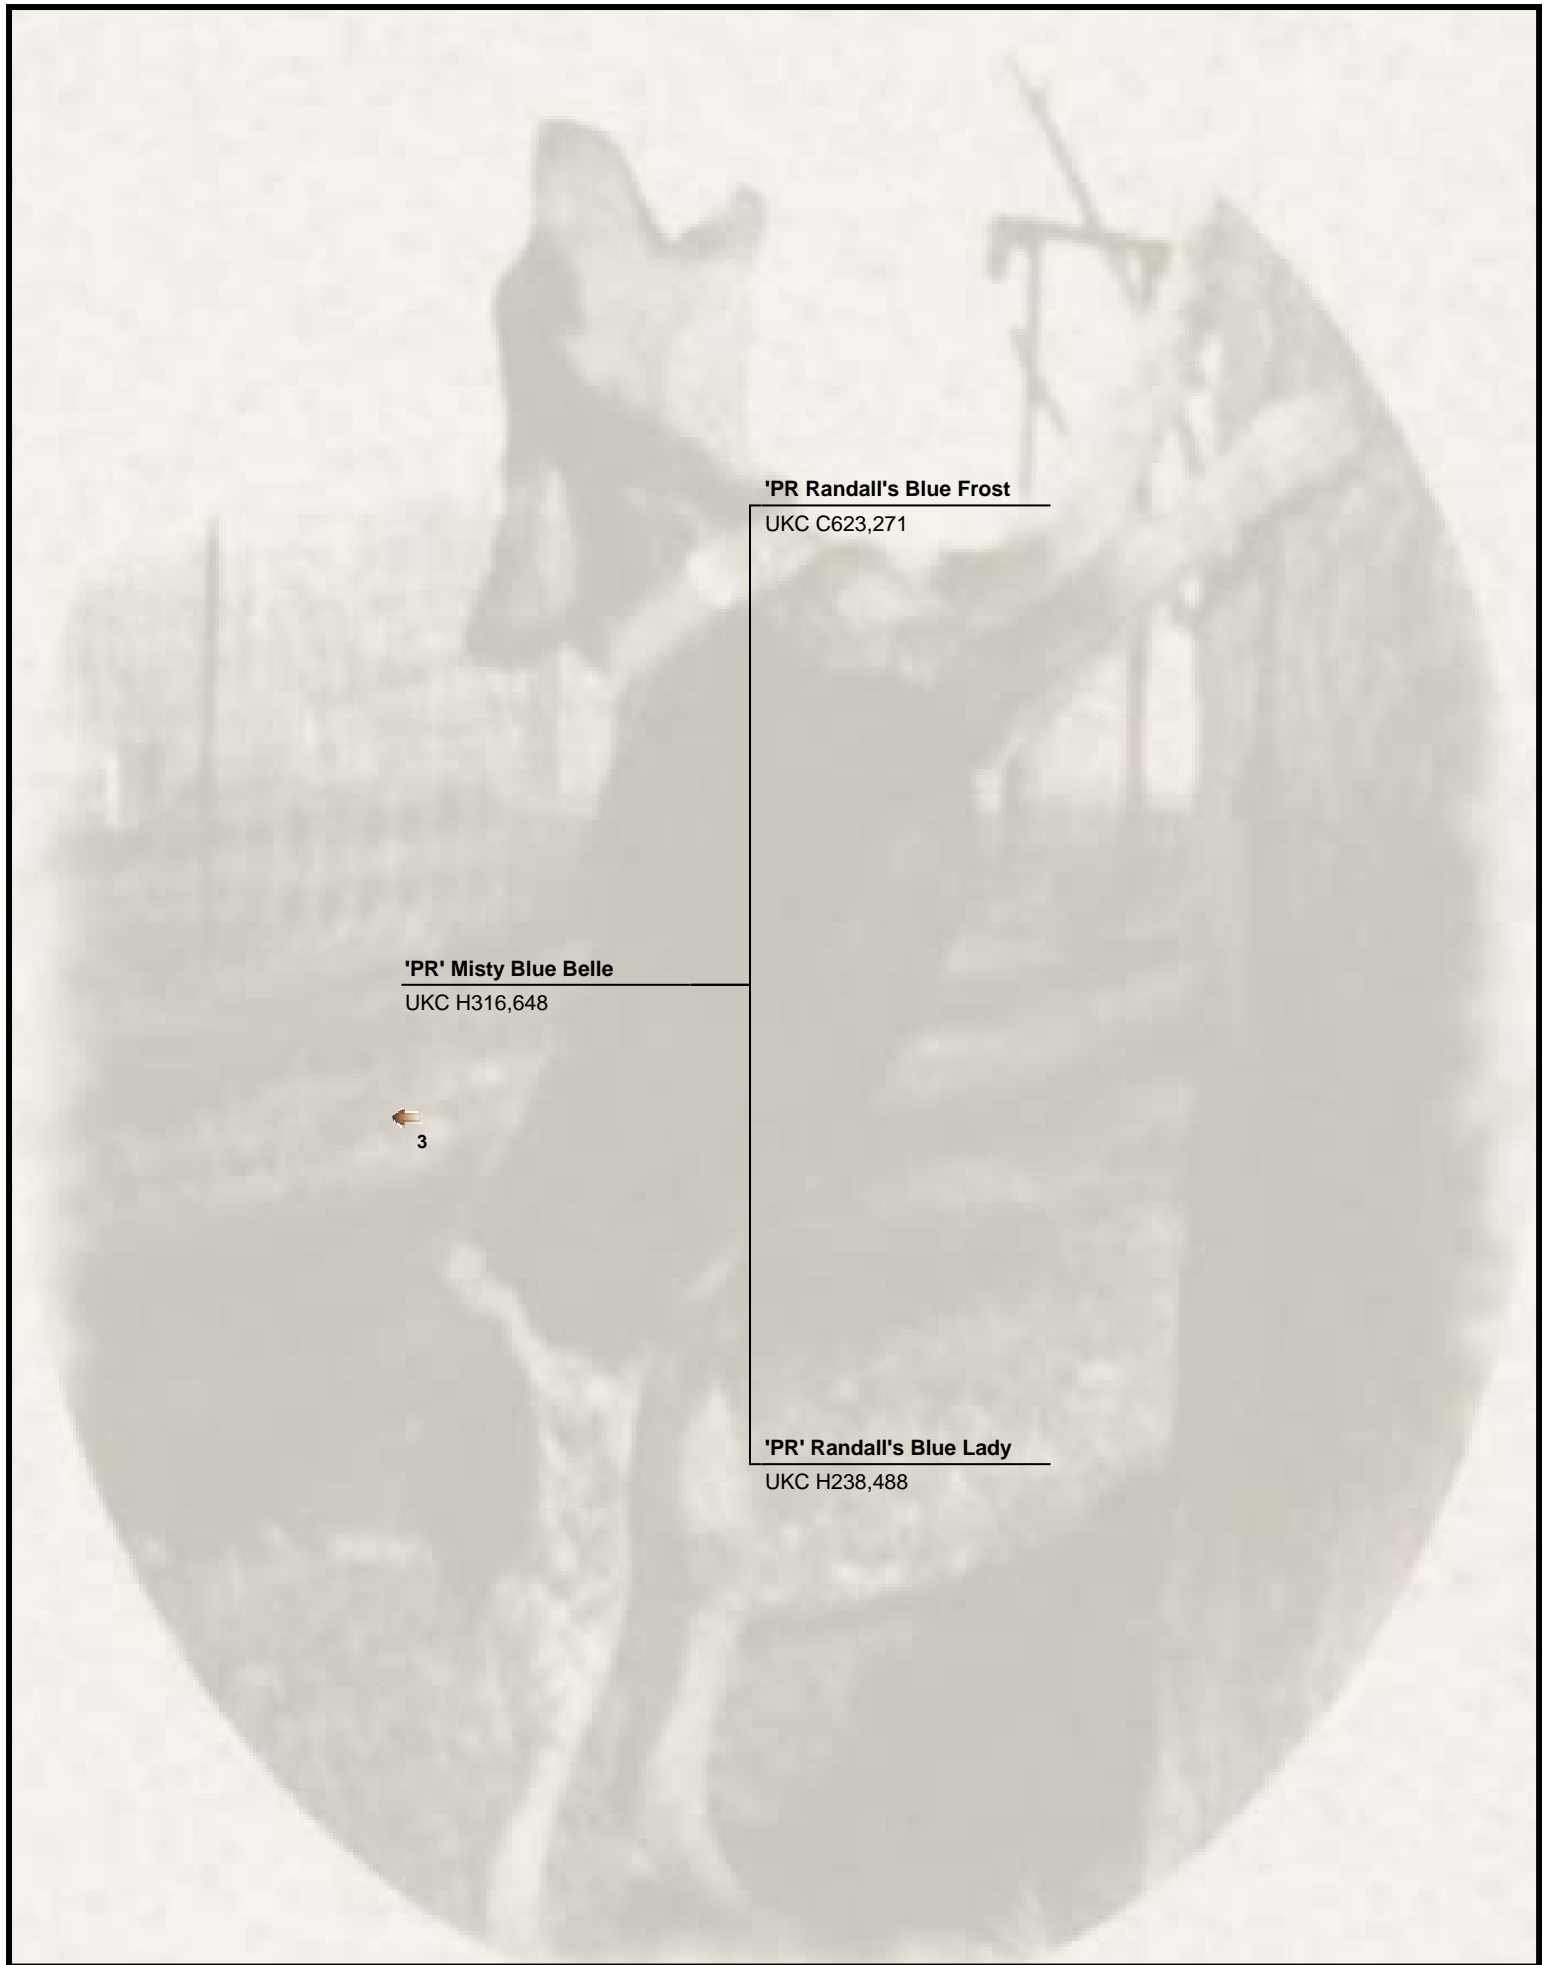 'PR Randall's Blue Frost
UKC C623,271
'PR' Misty Blue Belle
UKC H316,648
3
'PR' Randall's Blue Lady
UKC H238,488